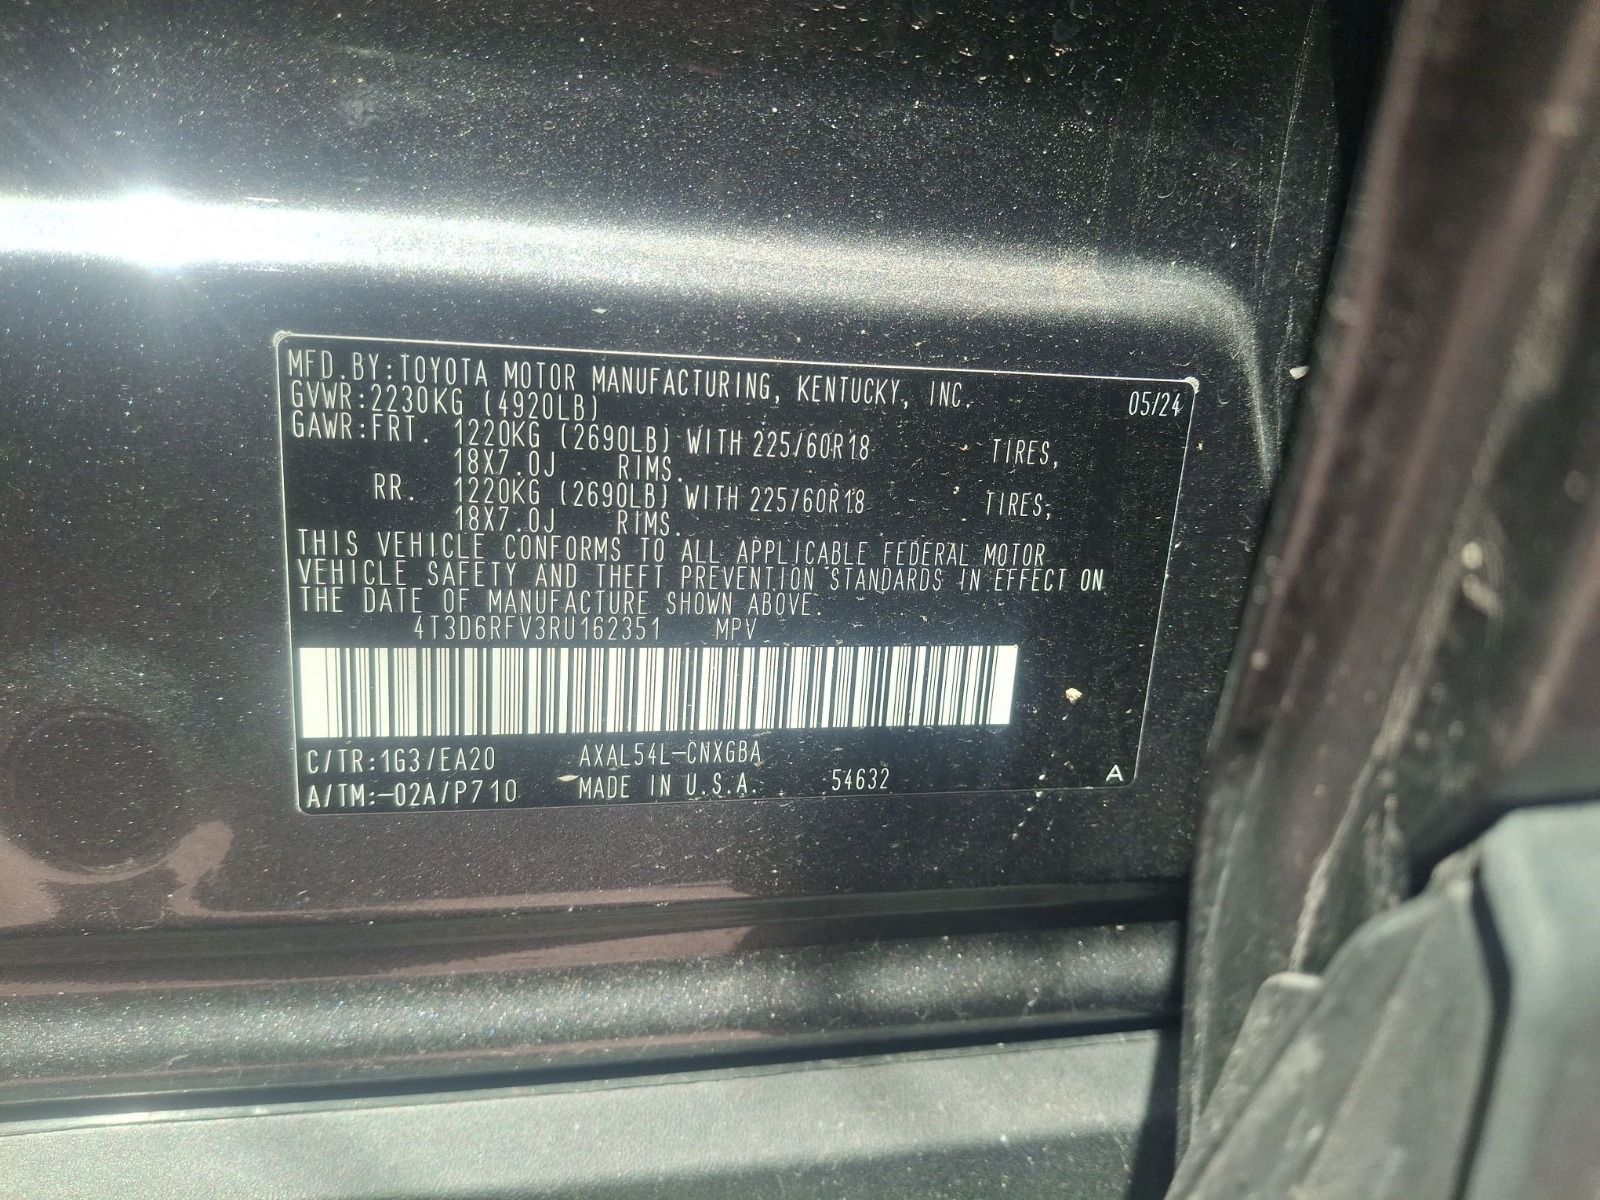 MFD.BY:TOYOTA MOTOR MANUFACTURING, KENTUCKY, INC. 05/24
GVWR:2230KG (4920LB)
GAWR:FRT. 1220KG (2690LB) WITH 225/60R18 TIRES,
18X7.0J RIMS.
RR. 1220KG (2690LB) WITH 225/60R18 TIRES,
18X7.0J RIMS.
THIS VEHICLE CONFORMS TO ALL APPLICABLE FEDERAL MOTOR
VEHICLE SAFETY AND THEFT PREVENTION STANDARDS IN EFFECT ON
THE DATE OF MANUFACTURE SHOWN ABOVE.
4T3D6RFV3RU162351 MPV
C/TR:1G3/EA20 AXAL54L-CNXGBA
A/TM:-02A/P710 MADE IN U.S.A. 54632 A